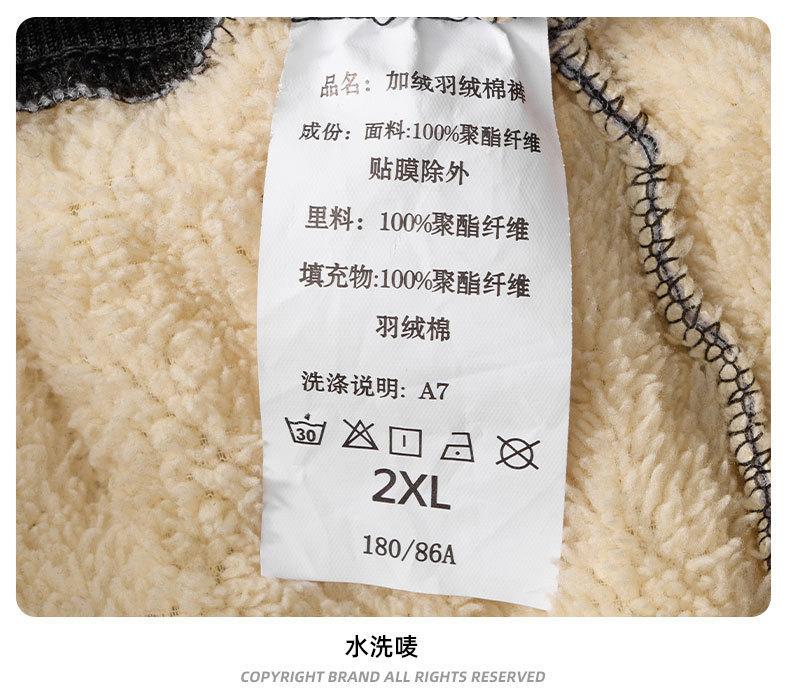 品名：加绒羽绒棉裤
成份：面料:100%聚酯纤维
贴膜除外
里料：100%聚酯纤维
填充物:100%聚酯纤维
羽绒棉
洗涤说明: A7
30
2XL
180/86A
水洗唛
COPYRIGHT BRAND ALL RIGHTS RESERVED